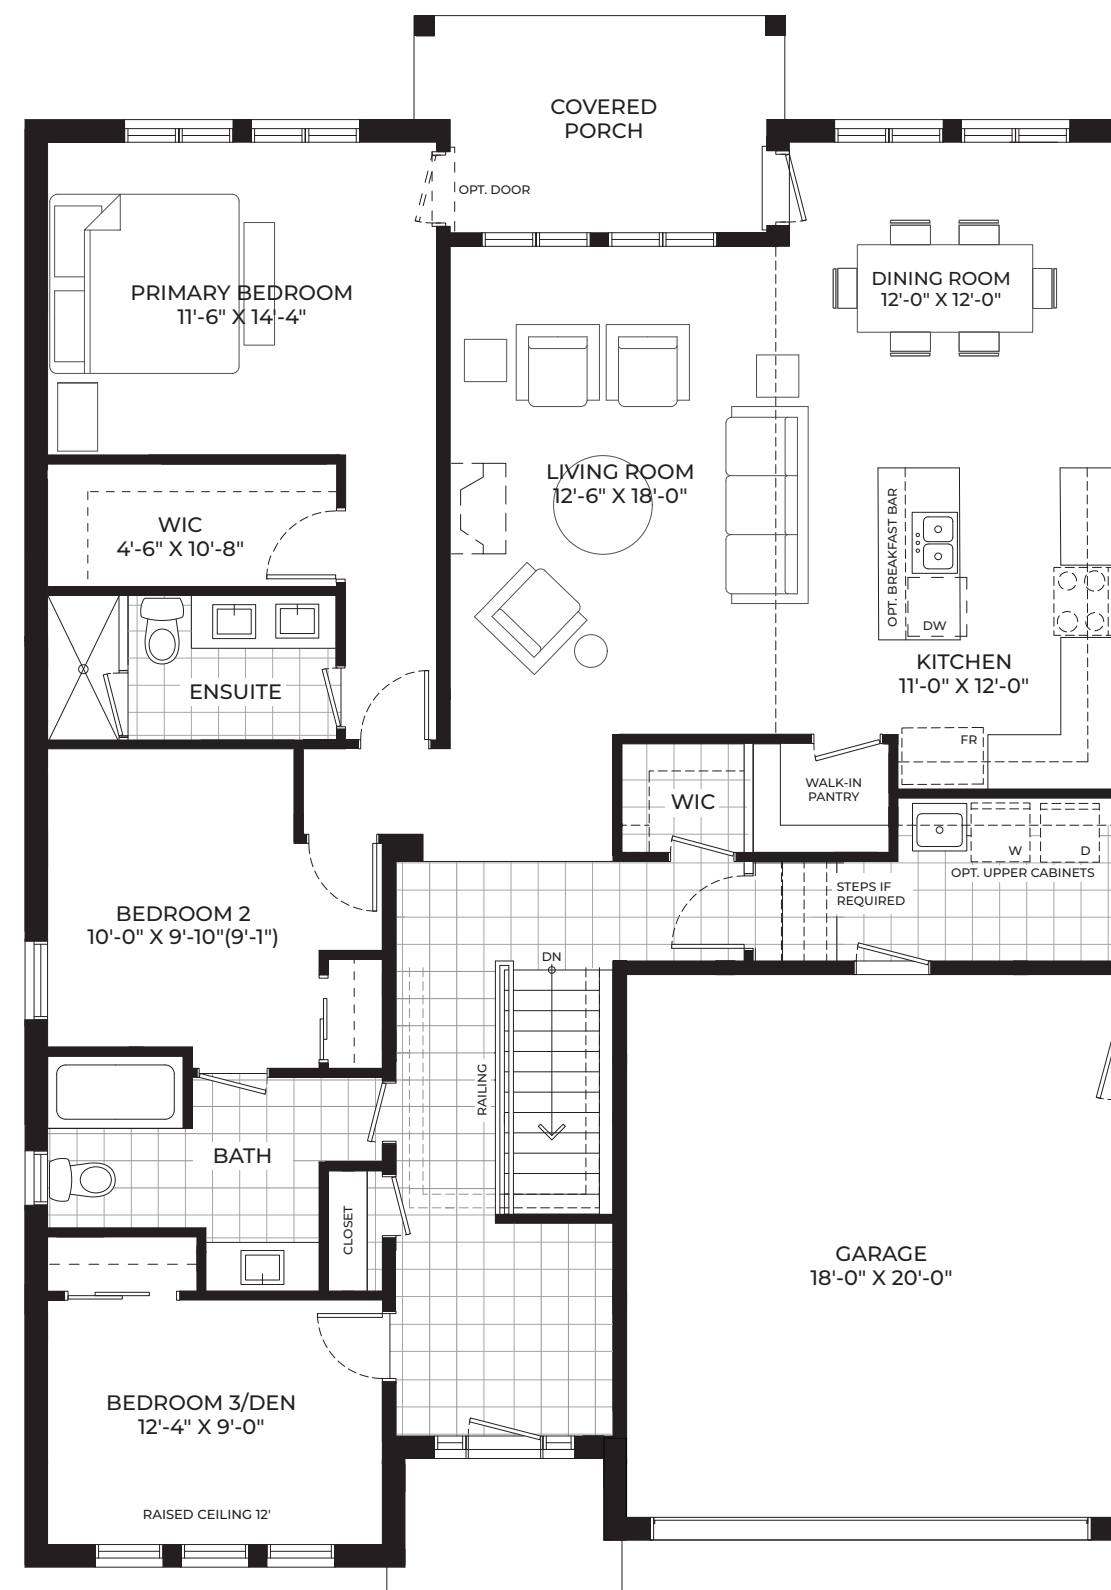 COVERED
PORCH
OPT. DOOR
PRIMARY BEDROOM
11'-6" X 14'-4"
DINING ROOM
12'-0" X 12'-0"
LIVING ROOM
12'-6" X 18'-0"
WIC
4'-6" X 10'-8"
OPT. BREAKFAST BAR
DW
KITCHEN
11'-0" X 12'-0"
ENSUITE
FR
WALK-IN
PANTRY
WIC
W
D
OPT. UPPER CABINETS
STEPS IF
REQUIRED
BEDROOM 2
10'-0" X 9'-10"(9'-1")
DN
RAILING
BATH
CLOSET
GARAGE
18'-0" X 20'-0"
BEDROOM 3/DEN
12'-4" X 9'-0"
RAISED CEILING 12'